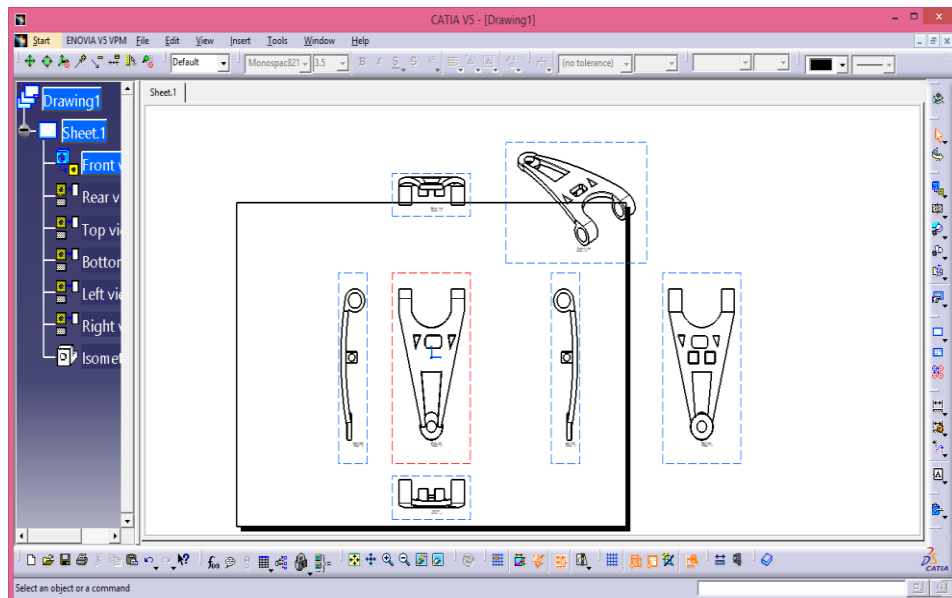 CATIA V5 - [Drawing1]
Start ENOVIA V5 VPM File Edit View Insert Tools Window Help
Default Monospac821 3.5 B I S S (no tolerance)
Drawing1
Sheet.1
Sheet.1
Front v
Rear v
Top vi
Bottor
Left vie
Right v
Isomet
f(x)
Select an object or a command
CATIA